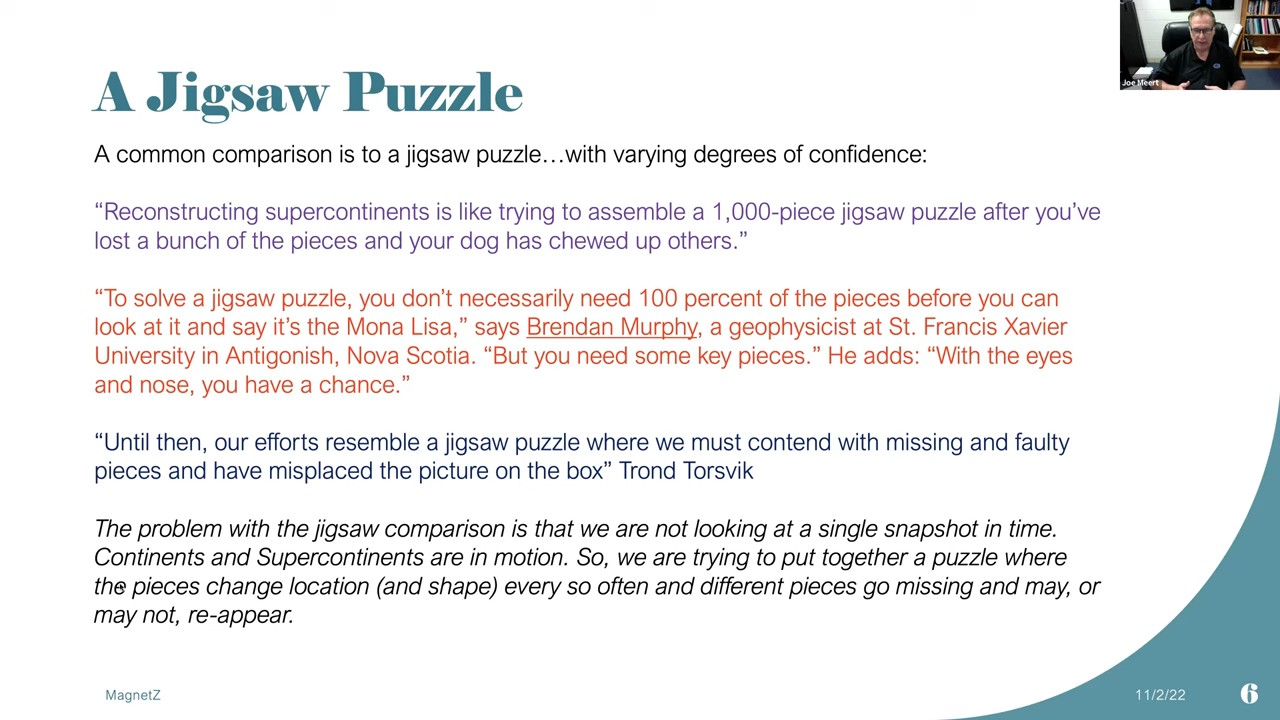 Joe Meert
A Jigsaw Puzzle
A common comparison is to a jigsaw puzzle…with varying degrees of confidence:
“Reconstructing supercontinents is like trying to assemble a 1,000-piece jigsaw puzzle after you’ve
lost a bunch of the pieces and your dog has chewed up others.”
“To solve a jigsaw puzzle, you don’t necessarily need 100 percent of the pieces before you can
look at it and say it’s the Mona Lisa,” says Brendan Murphy, a geophysicist at St. Francis Xavier
University in Antigonish, Nova Scotia. “But you need some key pieces.” He adds: “With the eyes
and nose, you have a chance.”
“Until then, our efforts resemble a jigsaw puzzle where we must contend with missing and faulty
pieces and have misplaced the picture on the box” Trond Torsvik
The problem with the jigsaw comparison is that we are not looking at a single snapshot in time.
Continents and Supercontinents are in motion. So, we are trying to put together a puzzle where
the pieces change location (and shape) every so often and different pieces go missing and may, or
may not, re-appear.
MagnetZ
11/2/22
6